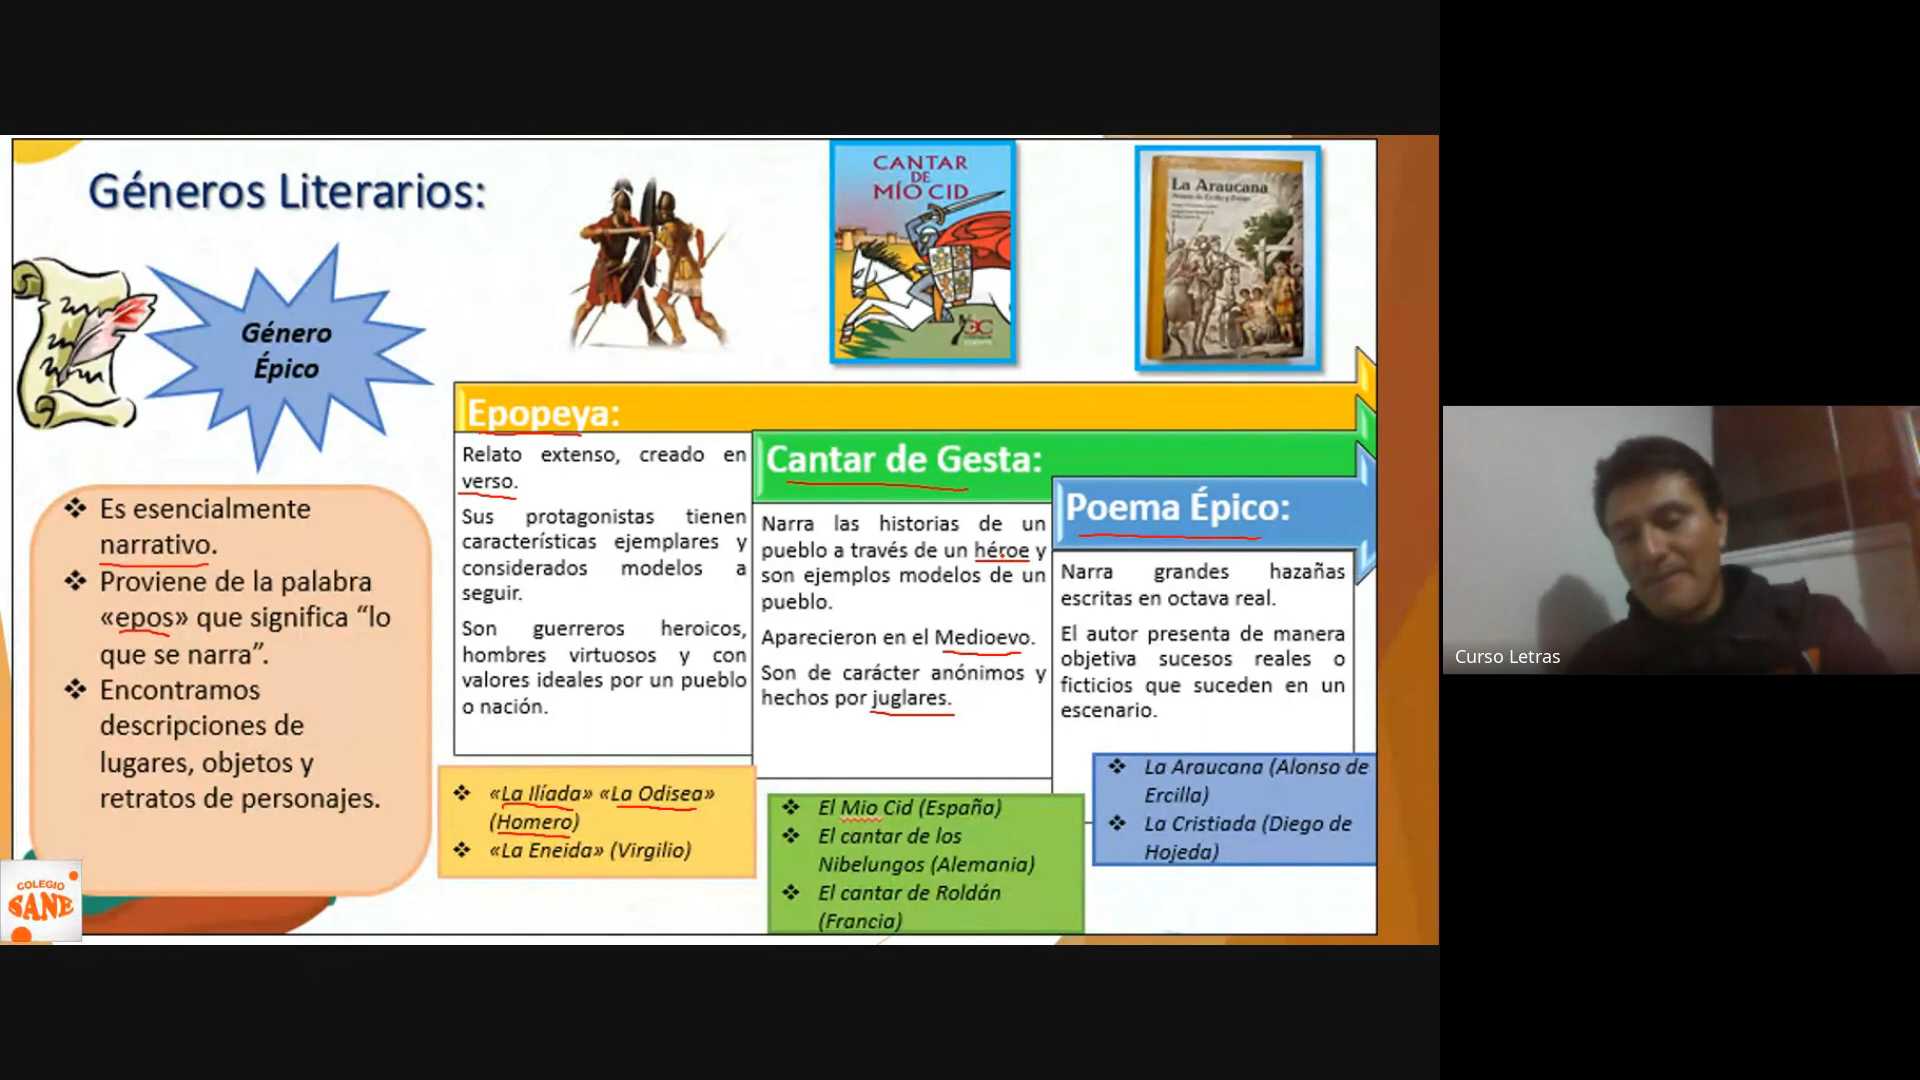 Géneros Literarios:
CANTAR
DE
MÍO CID
La Araucana
Género
Épico
Es esencialmente
narrativo.
Proviene de la palabra
«epos» que significa “lo
que se narra”.
Encontramos
descripciones de
lugares, objetos y
retratos de personajes.
Epopeya:
Relato extenso, creado en
verso.
Sus protagonistas tienen
características ejemplares y
considerados modelos a
seguir.
Son guerreros heroicos,
hombres virtuosos y con
valores ideales por un pueblo
o nación.
«La Ilíada» «La Odisea»
(Homero)
«La Eneida» (Virgilio)
Cantar de Gesta:
Narra las historias de un
pueblo a través de un héroe y
son ejemplos modelos de un
pueblo.
Aparecieron en el Medioevo.
Son de carácter anónimos y
hechos por juglares.
El Mio Cid (España)
El cantar de los
Nibelungos (Alemania)
El cantar de Roldán
(Francia)
Poema Épico:
Narra grandes hazañas
escritas en octava real.
El autor presenta de manera
objetiva sucesos reales o
ficticios que suceden en un
escenario.
La Araucana (Alonso de
Ercilla)
La Cristiada (Diego de
Hojeda)
COLEGIO
SANE
Curso Letras